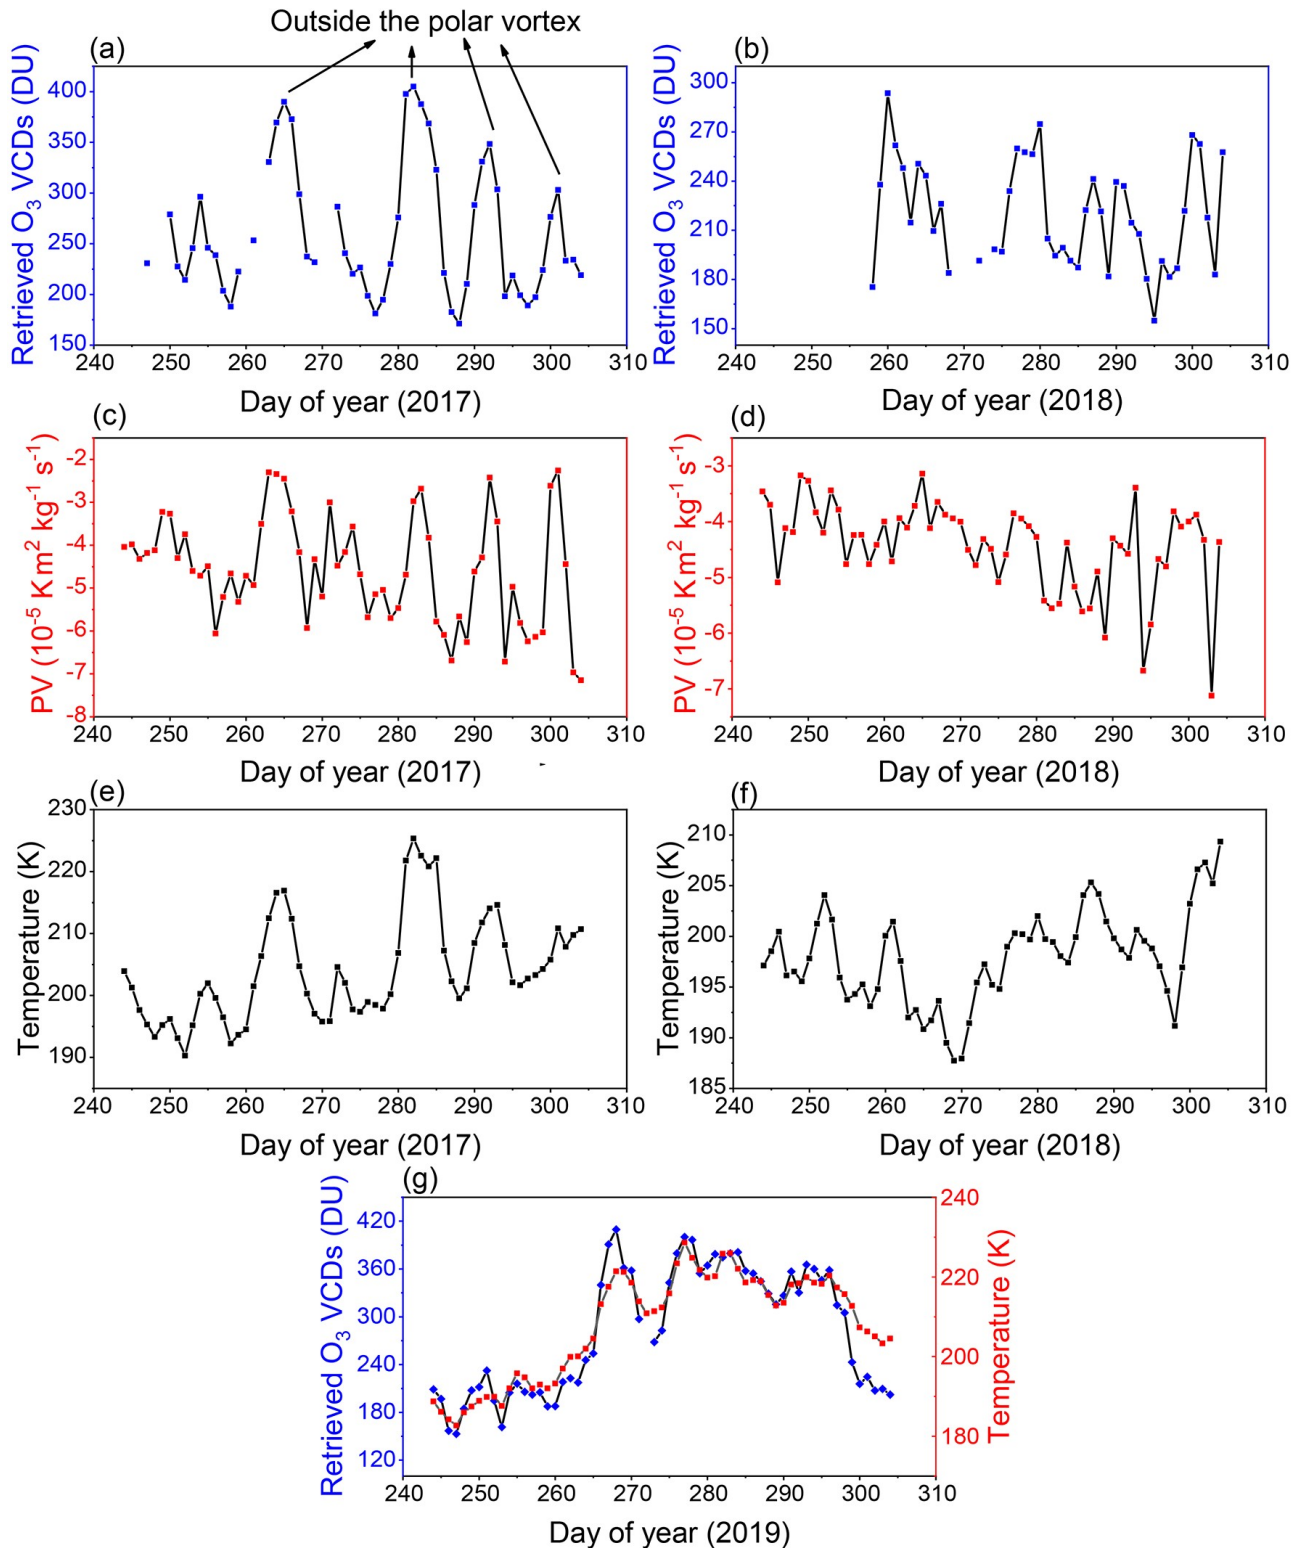 Outside the polar vortex
(a)
(b)
Retrieved O3 VCDs (DU)
400
350
300
250
200
150
240 250 260 270 280 290 300 310
Day of year (2017)
Retrieved O3 VCDs (DU)
300
270
240
210
180
150
240 250 260 270 280 290 300 310
Day of year (2018)
(c)
(d)
PV (10-5 K m2 kg-1 s-1)
-2
-3
-4
-5
-6
-7
-8
240 250 260 270 280 290 300 310
Day of year (2017)
PV (10-5 K m2 kg-1 s-1)
-3
-4
-5
-6
-7
240 250 260 270 280 290 300 310
Day of year (2018)
(e)
(f)
Temperature (K)
230
220
210
200
190
240 250 260 270 280 290 300 310
Day of year (2017)
Temperature (K)
210
205
200
195
190
185
240 250 260 270 280 290 300 310
Day of year (2018)
(g)
Retrieved O3 VCDs (DU)
420
360
300
240
180
120
240 250 260 270 280 290 300 310
Day of year (2019)
240
220
200
180
Temperature (K)